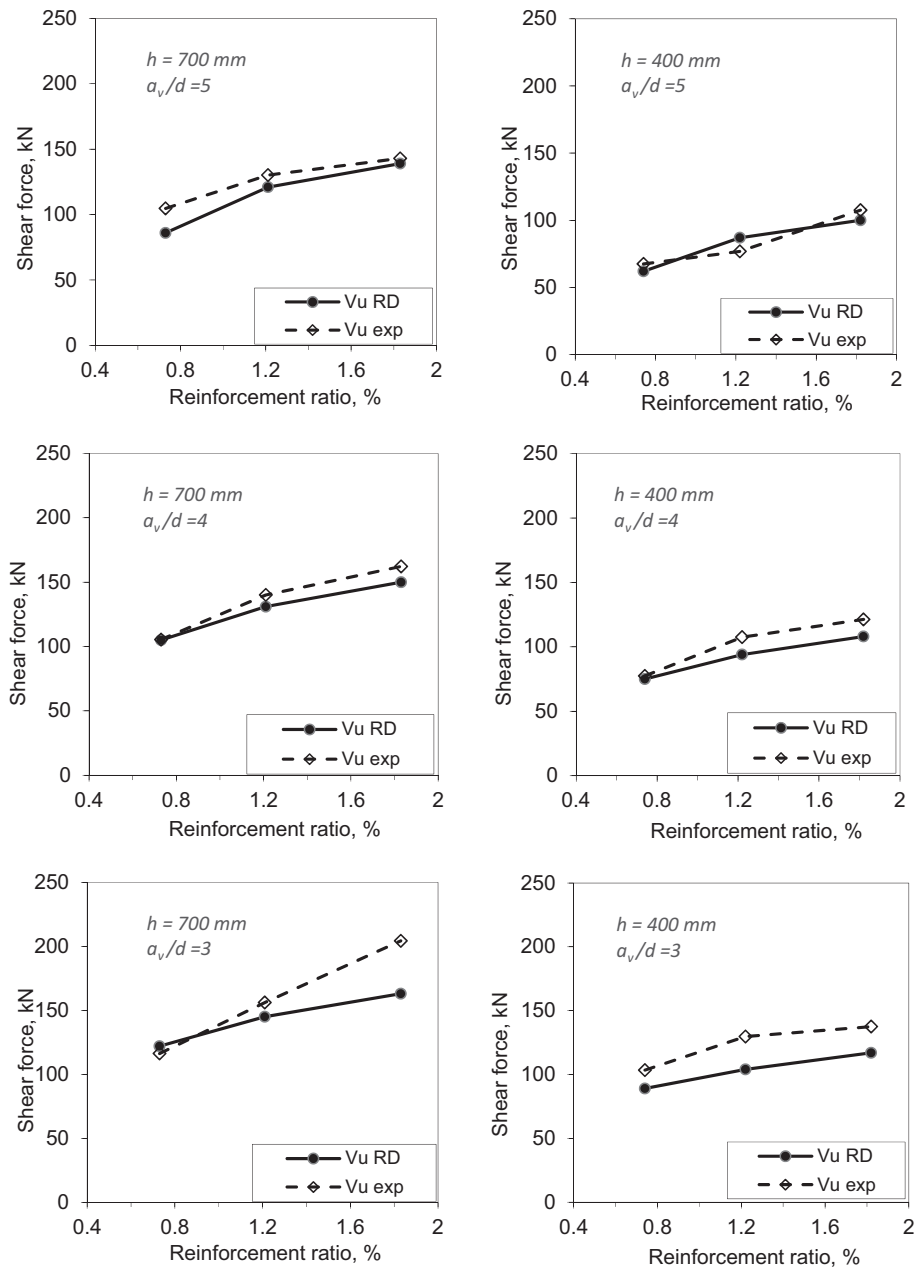 250
200
150
100
50
0
Shear force, kN
h = 700 mm
av/d =5
Vu RD
Vu exp
0.4 0.8 1.2 1.6 2
Reinforcement ratio, %
250
200
150
100
50
0
Shear force, kN
h = 400 mm
av/d =5
Vu RD
Vu exp
0.4 0.8 1.2 1.6 2
Reinforcement ratio, %
250
200
150
100
50
0
Shear force, kN
h = 700 mm
av/d =4
Vu RD
Vu exp
0.4 0.8 1.2 1.6 2
Reinforcement ratio, %
250
200
150
100
50
0
Shear force, kN
h = 400 mm
av/d =4
Vu RD
Vu exp
0.4 0.8 1.2 1.6 2
Reinforcement ratio, %
250
200
150
100
50
0
Shear force, kN
h = 700 mm
av/d =3
Vu RD
Vu exp
0.4 0.8 1.2 1.6 2
Reinforcement ratio, %
250
200
150
100
50
0
Shear force, kN
h = 400 mm
av/d =3
Vu RD
Vu exp
0.4 0.8 1.2 1.6 2
Reinforcement ratio, %